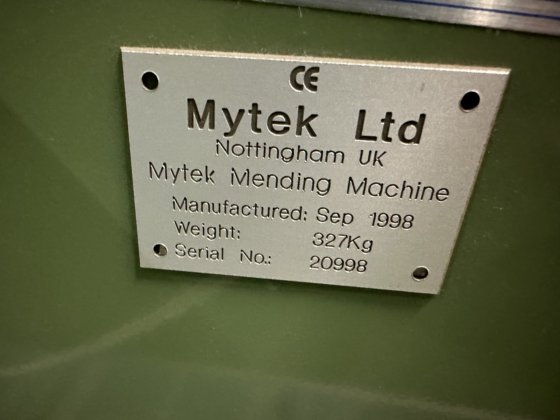 CE
Mytek Ltd
Nottingham UK
Mytek Mending Machine
Manufactured: Sep 1998
Weight: 327Kg
Serial No.: 20998